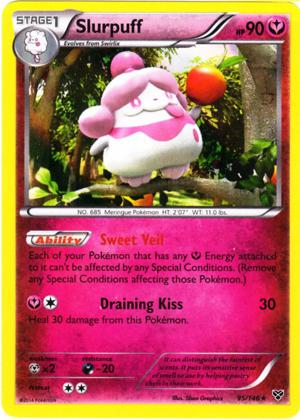 STAGE1
Slurpuff
HP90
Evolves from Swirlix
NO. 685 Meringue Pokémon HT: 2'07" WT: 11.0 lbs.
Ability Sweet Veil
Each of your Pokémon that has any Energy attached
to it can't be affected by any Special Conditions. (Remove
any Special Conditions affecting those Pokémon.)
Draining Kiss 30
Heal 30 damage from this Pokémon.
weakness ×2
resistance -20
retreat
It can distinguish the faintest
of scents. It puts its sensitive sense
of smell to use by helping pastry
chefs in their work.
Illus. Sumo Graphics
95/146
XY